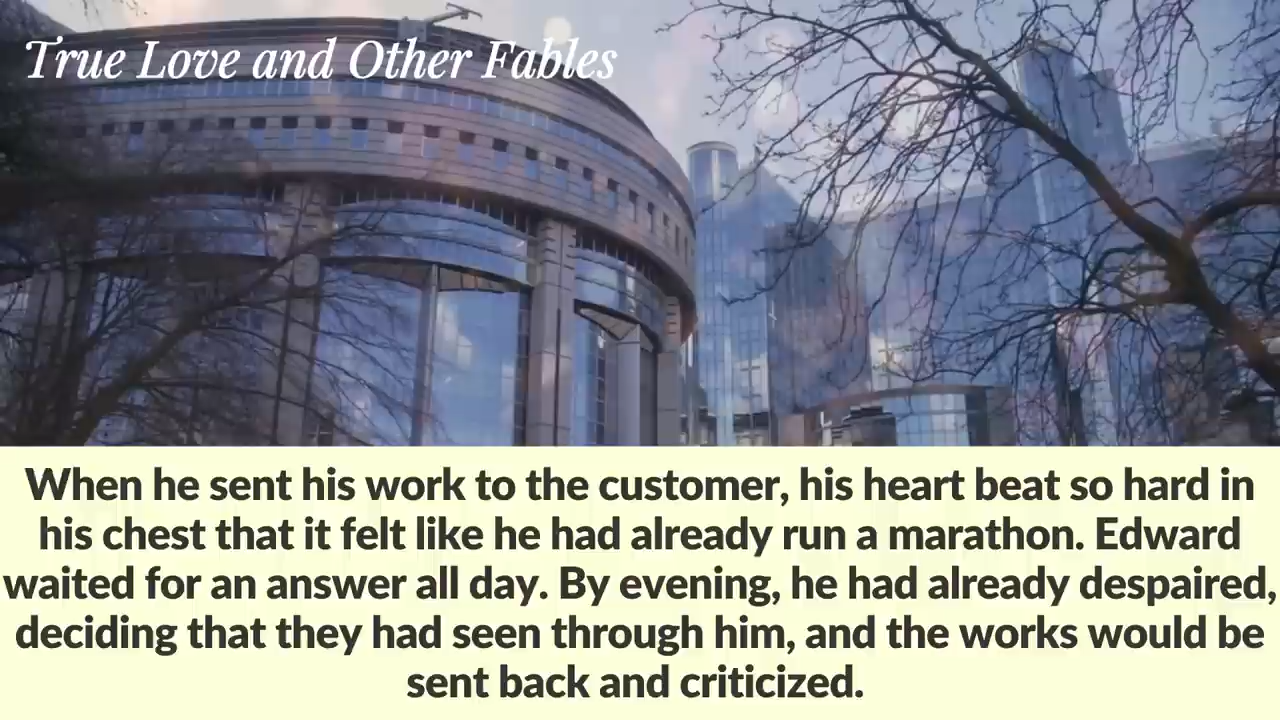 True Love and Other Fables
When he sent his work to the customer, his heart beat so hard in
his chest that it felt like he had already run a marathon. Edward
waited for an answer all day. By evening, he had already despaired,
deciding that they had seen through him, and the works would be
sent back and criticized.